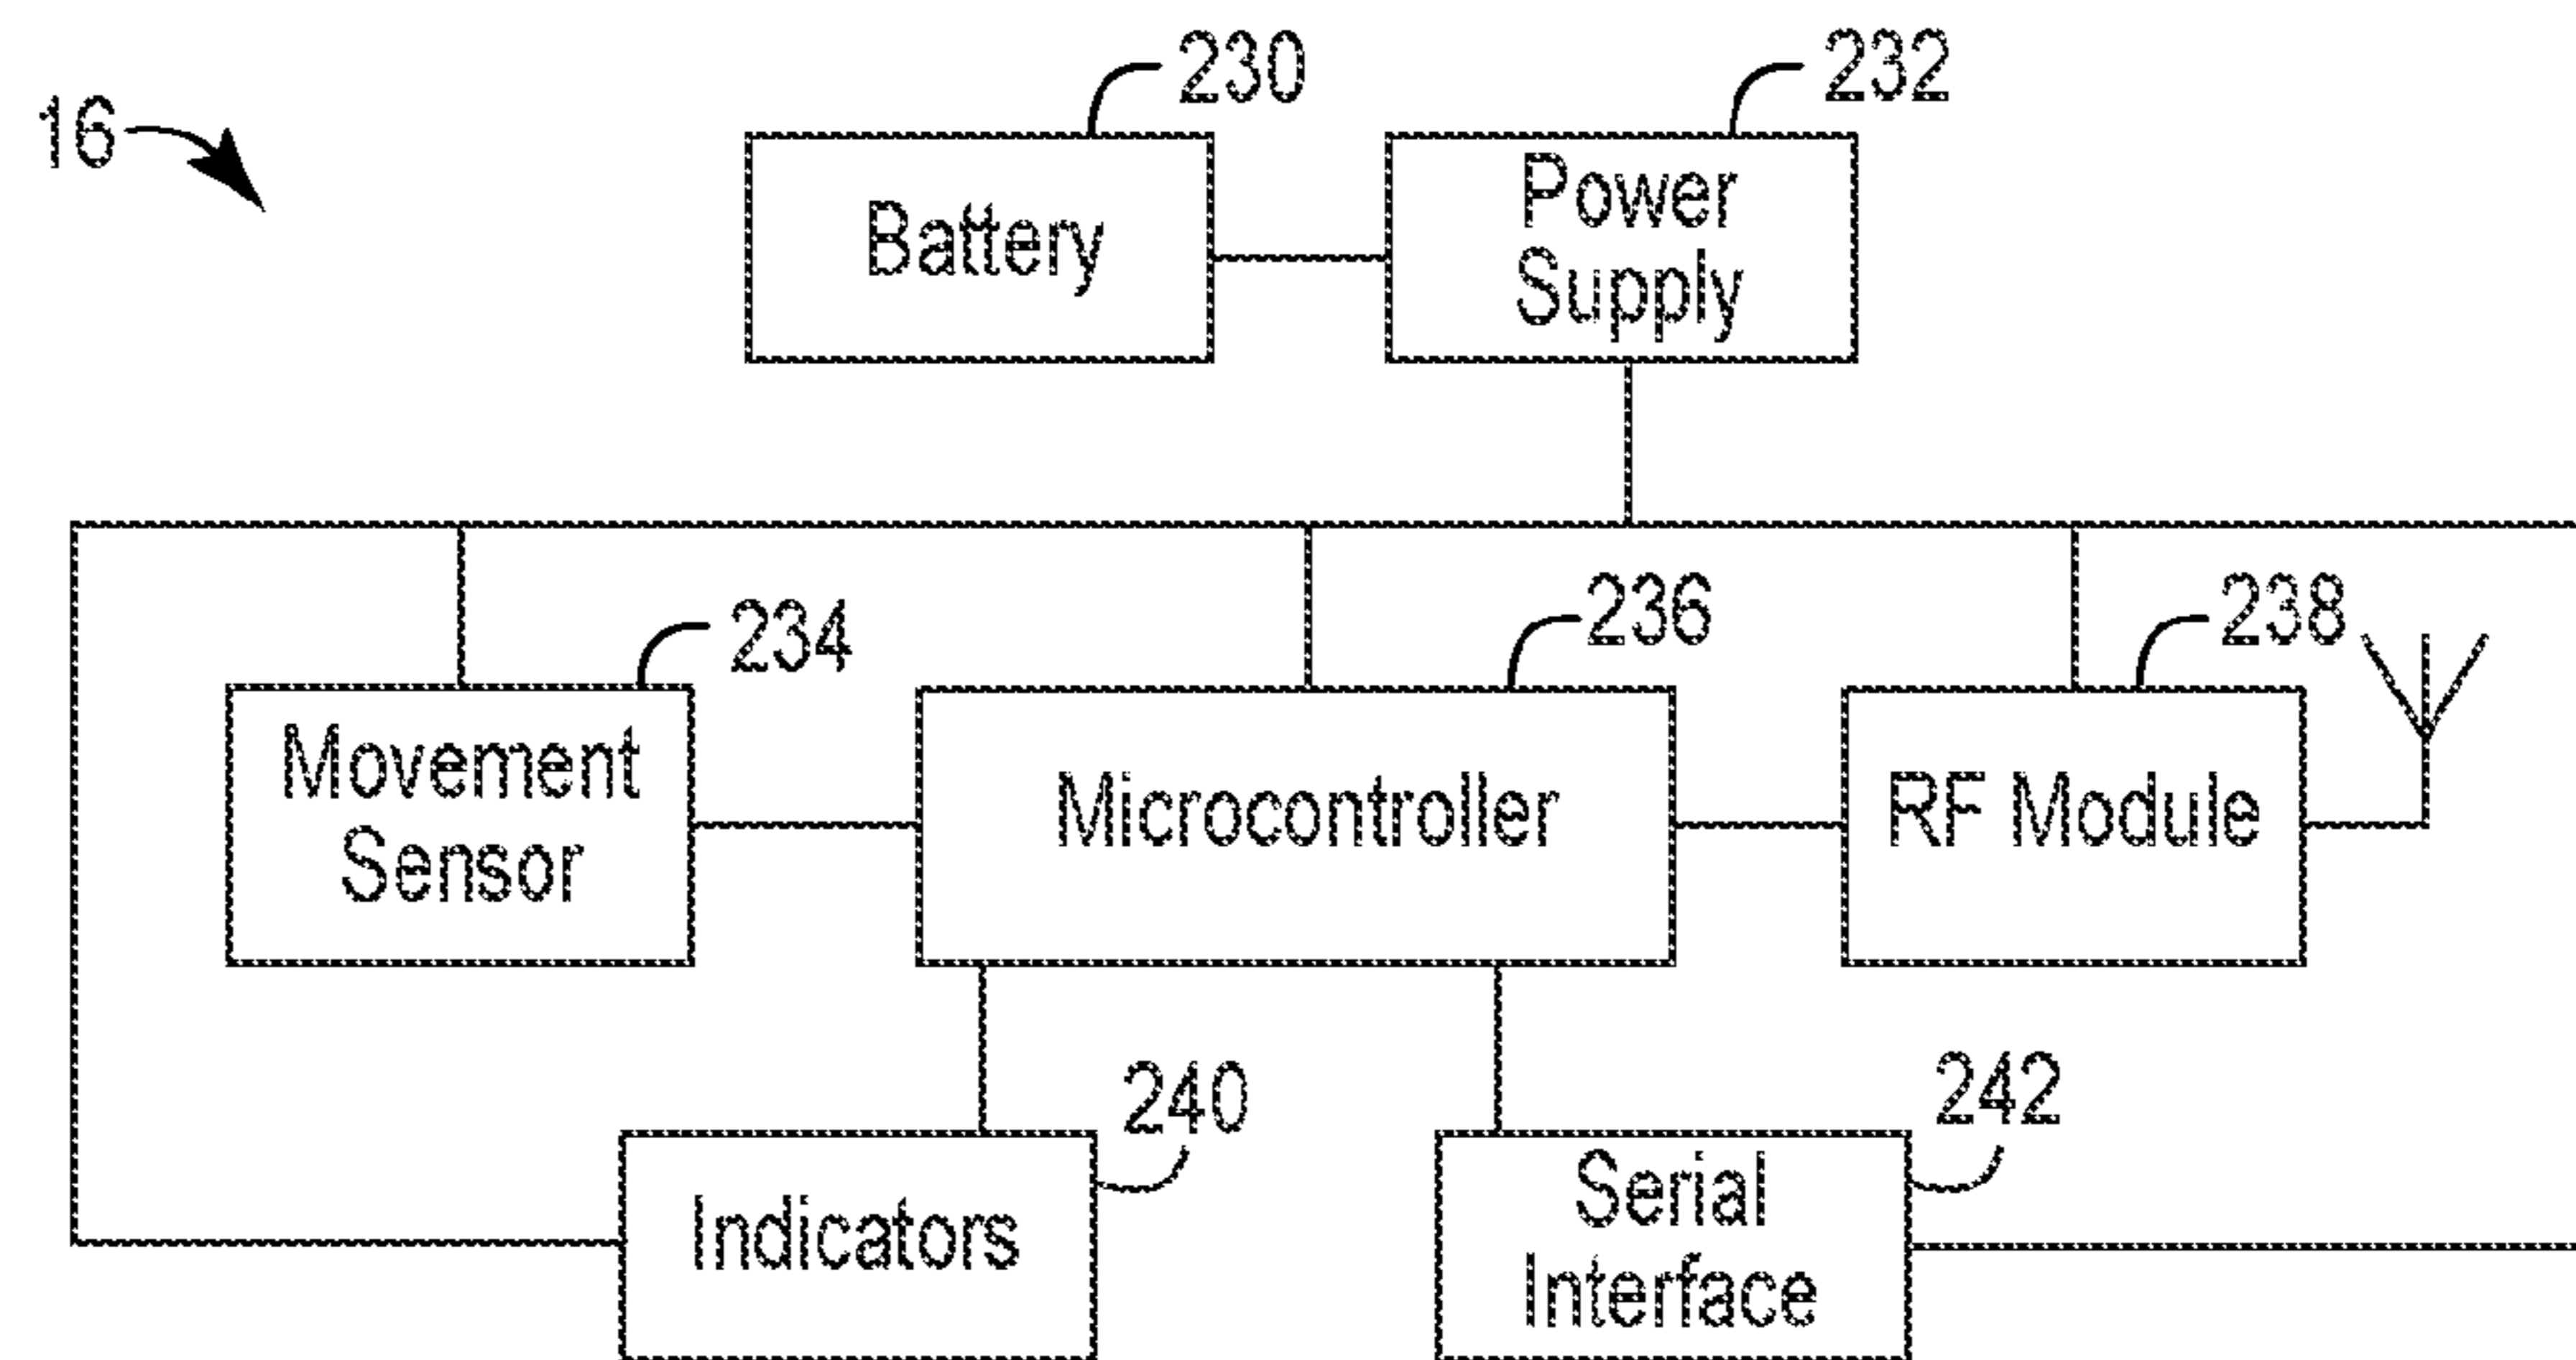 16
230
232
Battery
Power
Supply
234
236
238
Movement
Sensor
Microcontroller
RF Module
240
242
Indicators
Serial
Interface